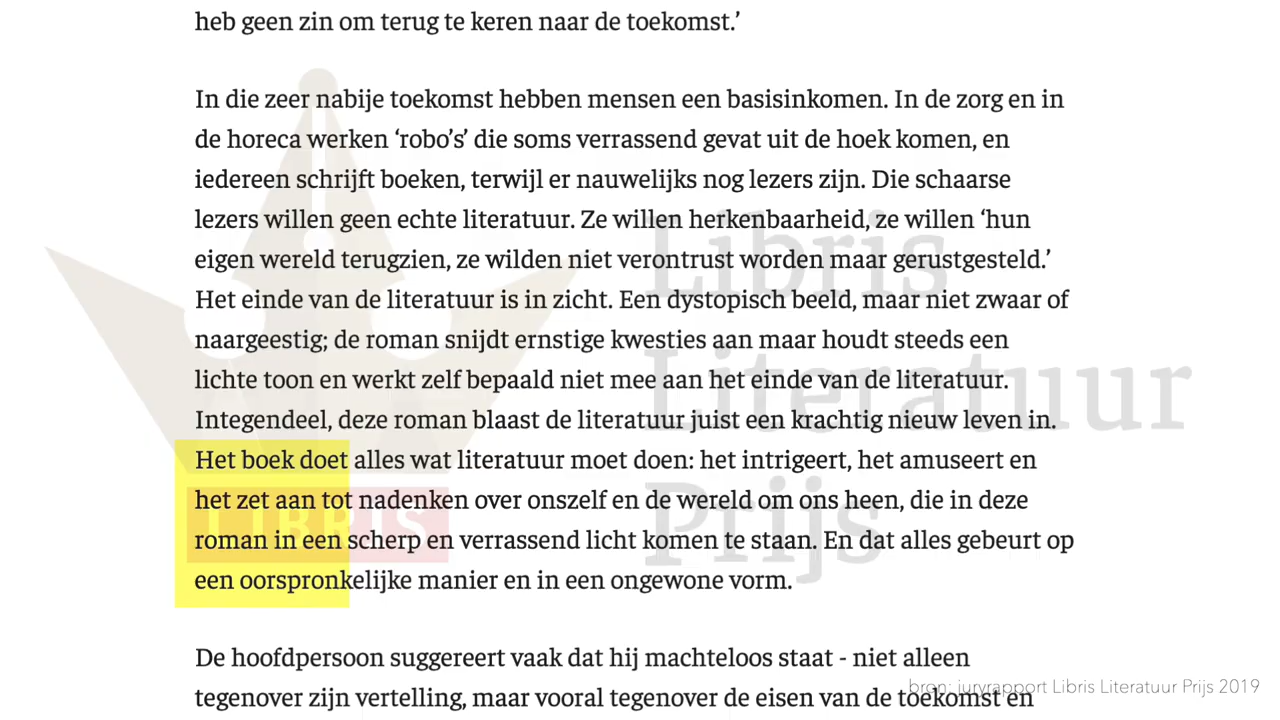 heb geen zin om terug te keren naar de toekomst.’
In die zeer nabije toekomst hebben mensen een basisinkomen. In de zorg en in
de horeca werken ‘robo’s’ die soms verrassend gevat uit de hoek komen, en
iedereen schrijft boeken, terwijl er nauwelijks nog lezers zijn. Die schaarse
lezers willen geen echte literatuur. Ze willen herkenbaarheid, ze willen ‘hun
eigen wereld terugzien, ze wilden niet verontrust worden maar gerustgesteld.’
Het einde van de literatuur is in zicht. Een dystopisch beeld, maar niet zwaar of
naargeestig; de roman snijdt ernstige kwesties aan maar houdt steeds een
lichte toon en werkt zelf bepaald niet mee aan het einde van de literatuur.
Integendeel, deze roman blaast de literatuur juist een krachtig nieuw leven in.
Het boek doet alles wat literatuur moet doen: het intrigeert, het amuseert en
het zet aan tot nadenken over onszelf en de wereld om ons heen, die in deze
roman in een scherp en verrassend licht komen te staan. En dat alles gebeurt op
een oorspronkelijke manier en in een ongewone vorm.
De hoofdpersoon suggereert vaak dat hij machteloos staat - niet alleen
tegenover zijn vertelling, maar vooral tegenover de eisen van de toekomst en
bron: juryrapport Libris Literatuur Prijs 2019
Libris
Literatuur
Prijs
LIBRIS